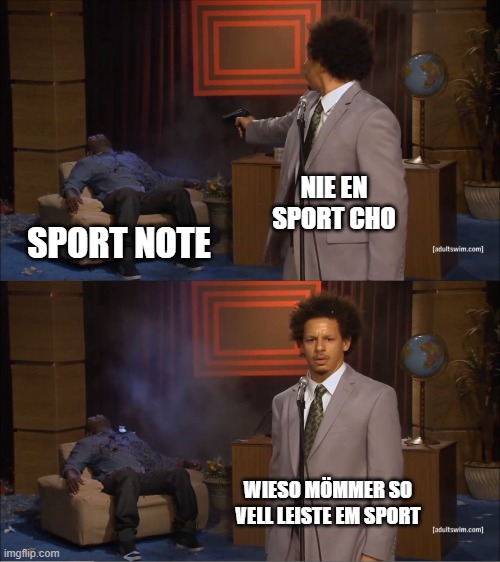 NIE EN
SPORT CHO
SPORT NOTE
[adultswim.com]
WIESO MÖMMER SO
VELL LEISTE EM SPORT
[adultswim.com]
imgflip.com